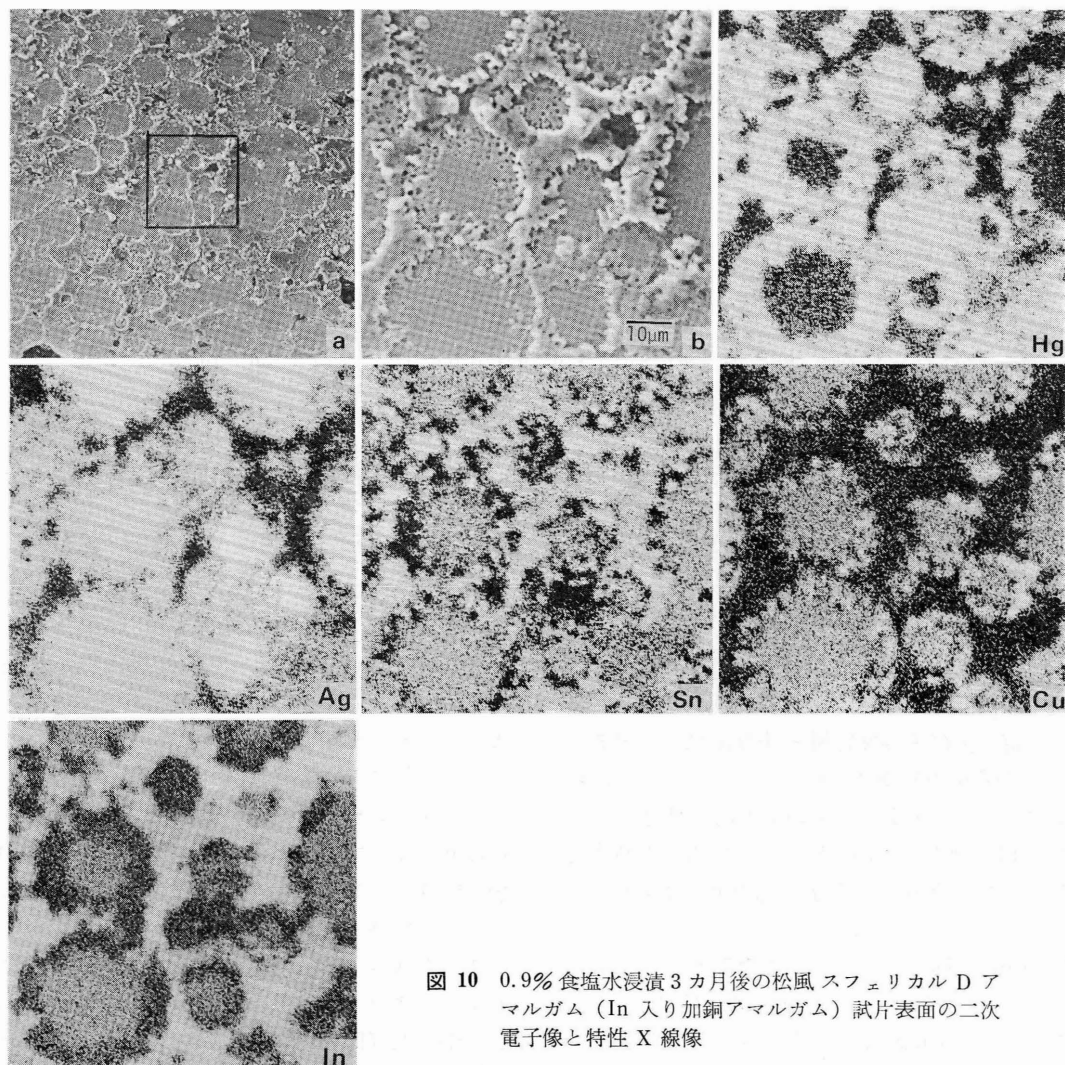 a
10μm
b
Hg
Ag
Sn
Cu
In
図 10 0.9%食塩水浸漬3カ月後の松風 スフェリカル D ア
マルガム（In 入り加銅アマルガム）試片表面の二次
電子像と特性 X 線像